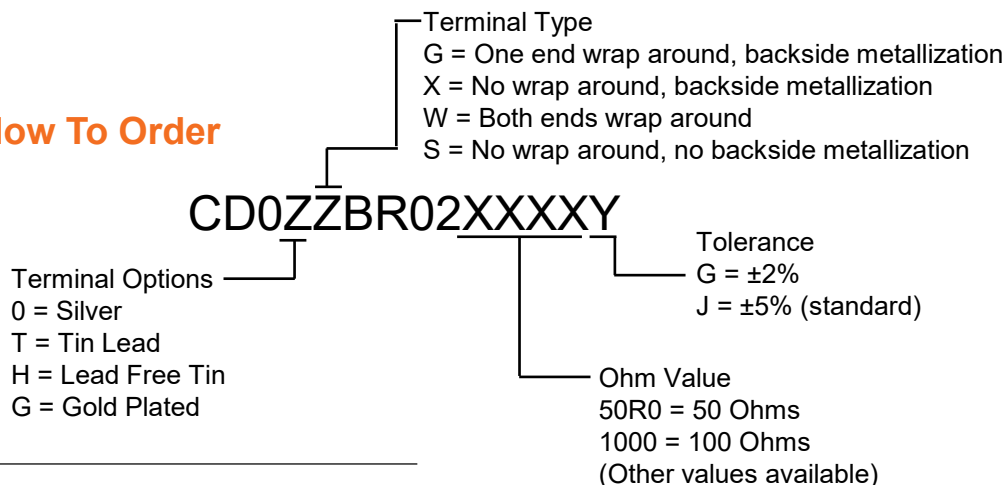 Terminal Type
G = One end wrap around, backside metallization
X = No wrap around, backside metallization
W = Both ends wrap around
S = No wrap around, no backside metallization
How To Order
CD0ZZBR02XXXXY
Terminal Options
0 = Silver
T = Tin Lead
H = Lead Free Tin
G = Gold Plated
Tolerance
G = ±2%
J = ±5% (standard)
Ohm Value
50R0 = 50 Ohms
1000 = 100 Ohms
(Other values available)